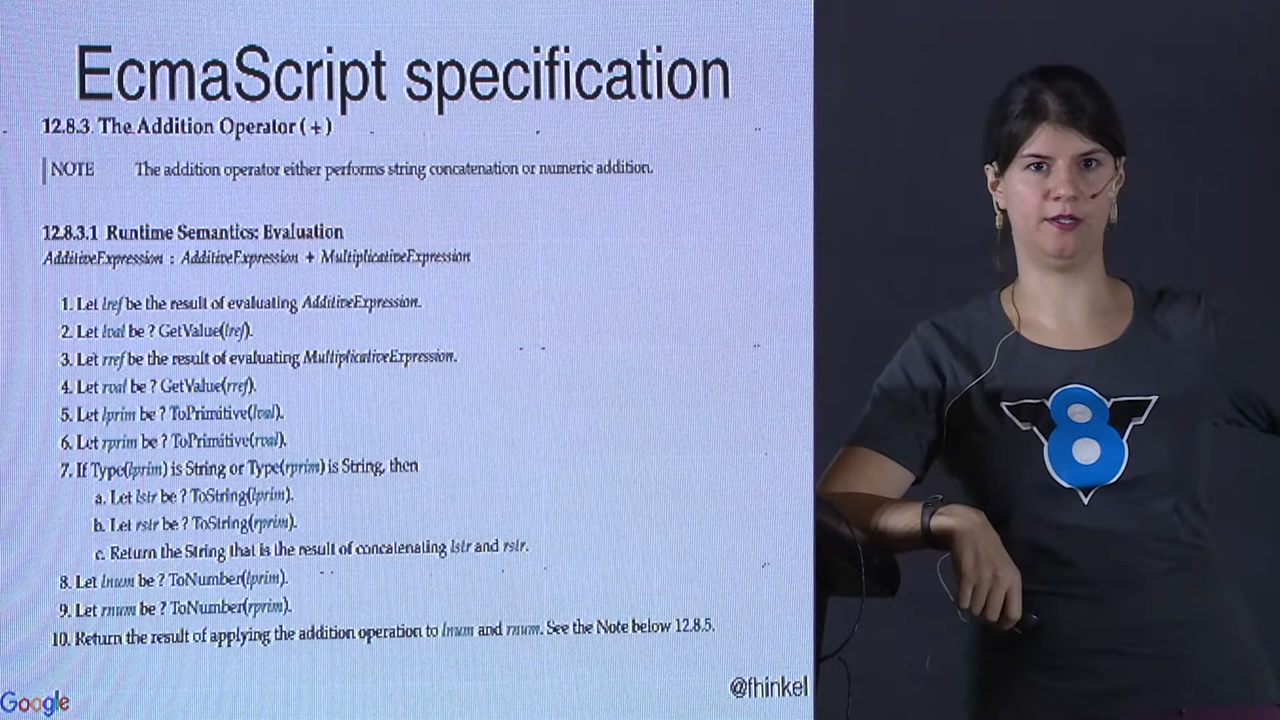 EcmaScript specification
12.8.3 The Addition Operator ( + )
NOTE The addition operator either performs string concatenation or numeric addition.
12.8.3.1 Runtime Semantics: Evaluation
AdditiveExpression : AdditiveExpression + MultiplicativeExpression
1. Let lref be the result of evaluating AdditiveExpression.
2. Let lval be ? GetValue(lref).
3. Let rref be the result of evaluating MultiplicativeExpression.
4. Let rval be ? GetValue(rref).
5. Let lprim be ? ToPrimitive(lval).
6. Let rprim be ? ToPrimitive(rval).
7. If Type(lprim) is String or Type(rprim) is String, then
a. Let lstr be ? ToString(lprim).
b. Let rstr be ? ToString(rprim).
c. Return the String that is the result of concatenating lstr and rstr.
8. Let lnum be ? ToNumber(lprim).
9. Let rnum be ? ToNumber(rprim).
10. Return the result of applying the addition operation to lnum and rnum. See the Note below 12.8.5.
@fhinkel
Google
8